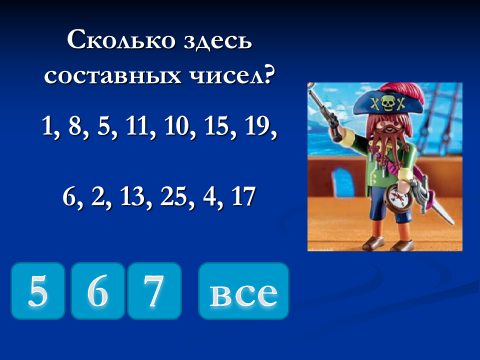 Сколько здесь
составных чисел?
1, 8, 5, 11, 10, 15, 19,
6, 2, 13, 25, 4, 17
5 6 7 все